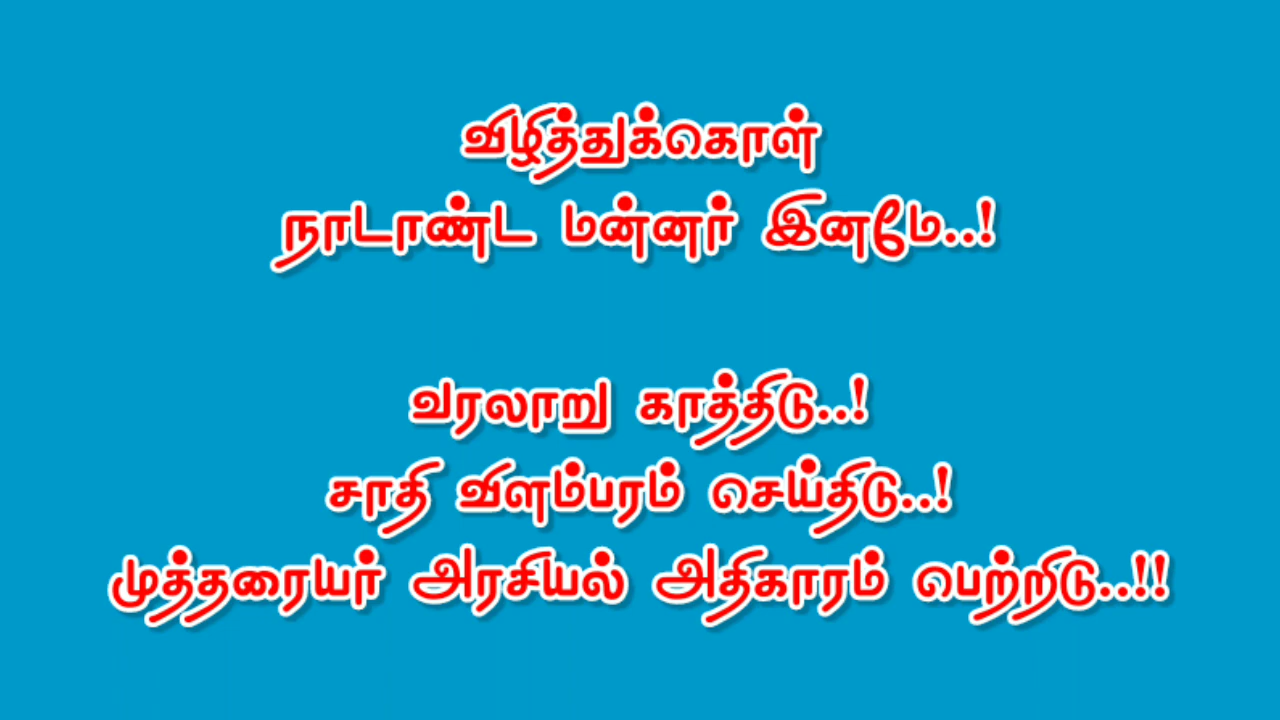 விழித்துக்கொள்
நாடாண்ட மன்னர் இனமே..!
வரலாறு காத்திடு..!
சாதி விளம்பரம் செய்திடு..!
முத்தரையர் அரசியல் அதிகாரம் பெற்றிடு..!!